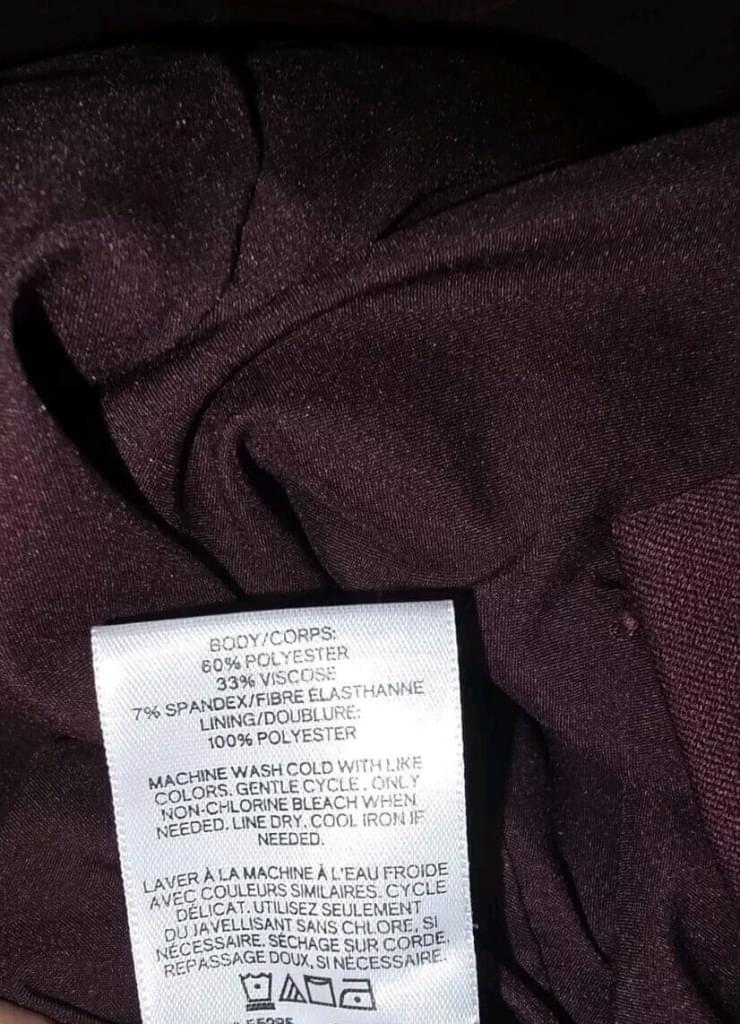 BODY/CORPS:
60% POLYESTER
33% VISCOSE
7% SPANDEX/FIBRE ÉLASTHANNE
LINING/DOUBLURE:
100% POLYESTER
MACHINE WASH COLD WITH LIKE
COLORS. GENTLE CYCLE. ONLY
NON-CHLORINE BLEACH WHEN
NEEDED. LINE DRY. COOL IRON IF
NEEDED.
LAVER À LA MACHINE À L'EAU FROIDE
AVEC COULEURS SIMILAIRES. CYCLE
DÉLICAT. UTILISEZ SEULEMENT
DU JAVELLISANT SANS CHLORE, SI
NÉCESSAIRE. SÉCHAGE SUR CORDE.
REPASSAGE DOUX, SI NÉCESSAIRE.